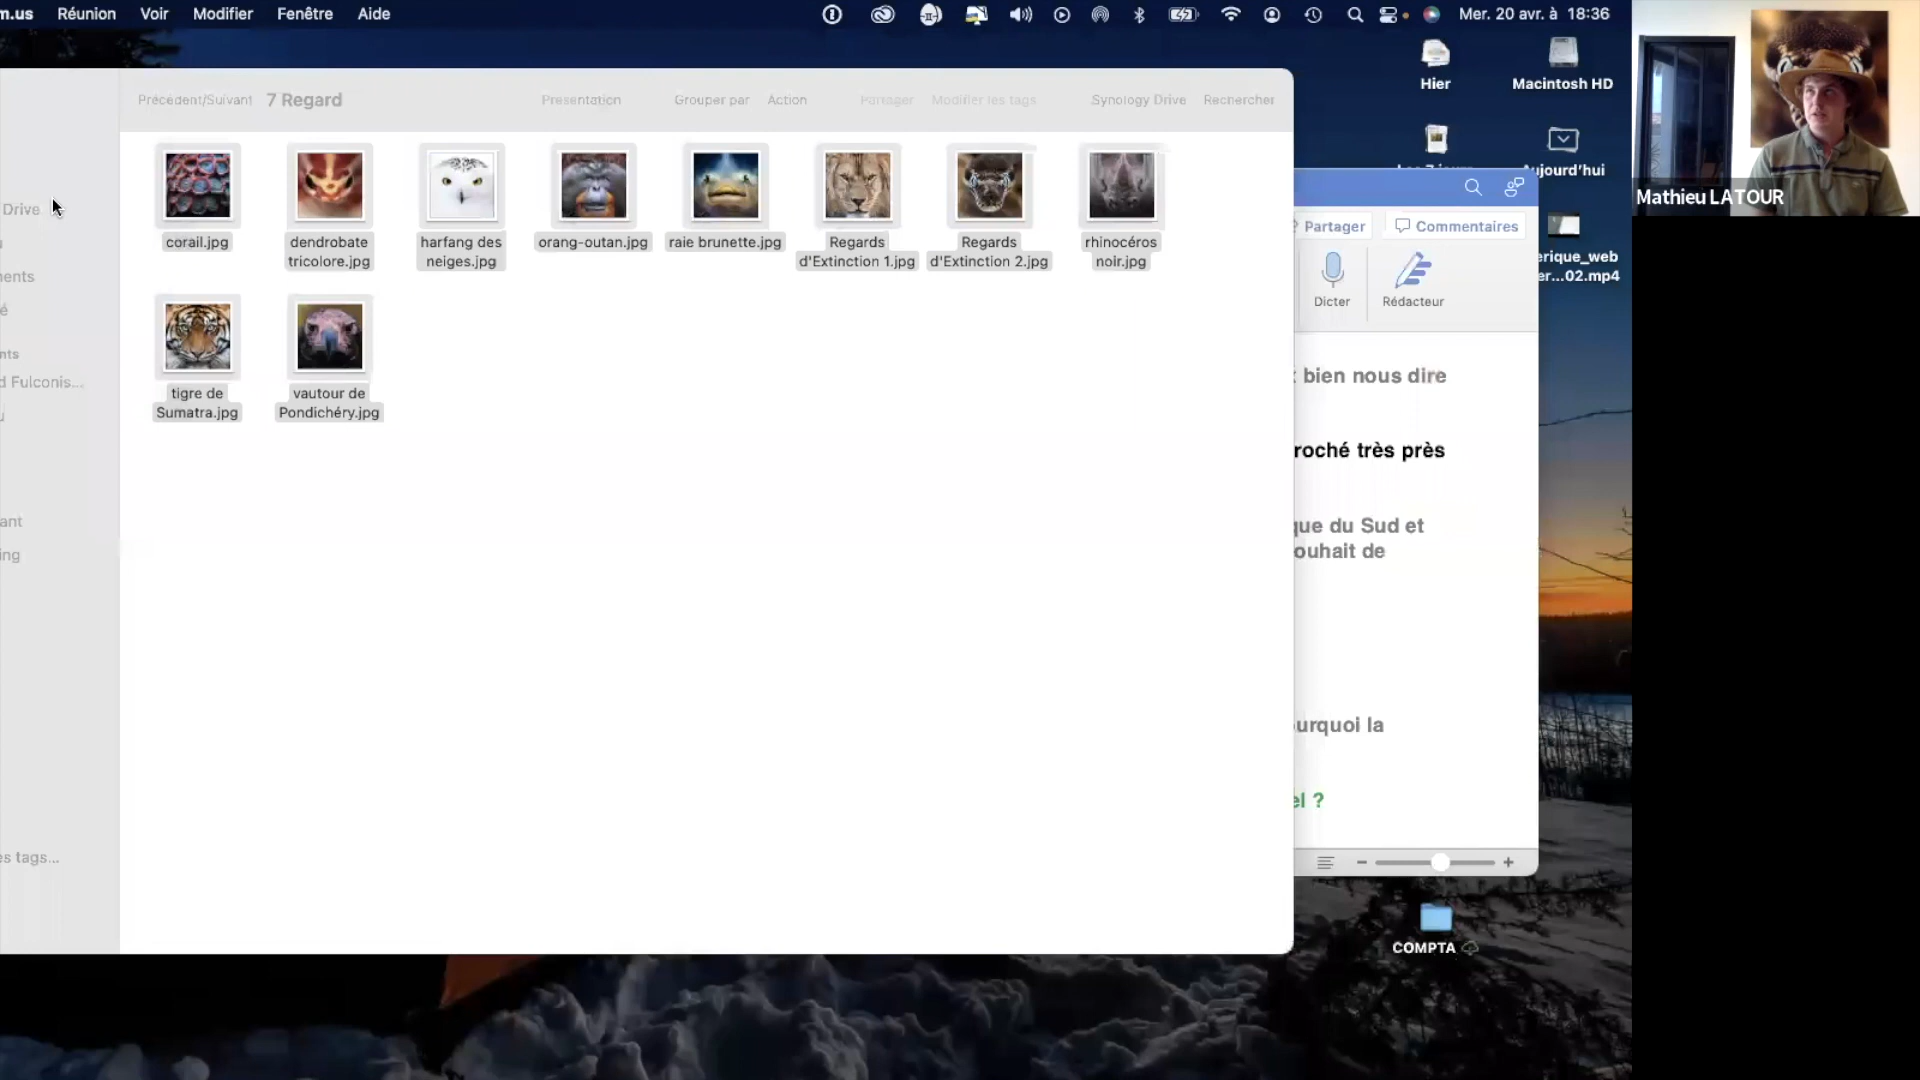 m.us Réunion Voir Modifier Fenêtre Aide Mer. 20 avr. à 18:36
Hier
Macintosh HD
Aujourd'hui
Mathieu LATOUR
Précédent/Suivant 7 Regard Présentation Grouper par Action Partager Modifier les tags Synology Drive Rechercher
Drive
ents
é
nts
d Fulconis...
ant
ing
es tags...
corail.jpg
dendrobate
tricolore.jpg
harfang des
neiges.jpg
orang-outan.jpg
raie brunette.jpg
Regards
d'Extinction 1.jpg
Regards
d'Extinction 2.jpg
rhinocéros
noir.jpg
tigre de
Sumatra.jpg
vautour de
Pondichéry.jpg
Partager
Commentaires
Dicter
Rédacteur
erique_web
er...02.mp4
bien nous dire
roché très près
que du Sud et
ouhait de
urquoi la
el ?
COMPTA